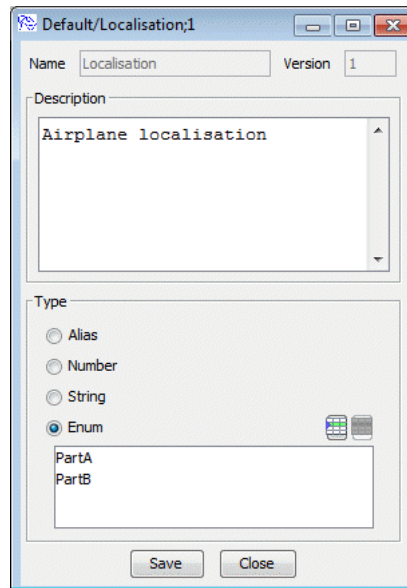 Default/Localisation;1
Name Localisation Version 1
Description
Airplane localisation
Type
Alias
Number
String
Enum
PartA
PartB
Save Close